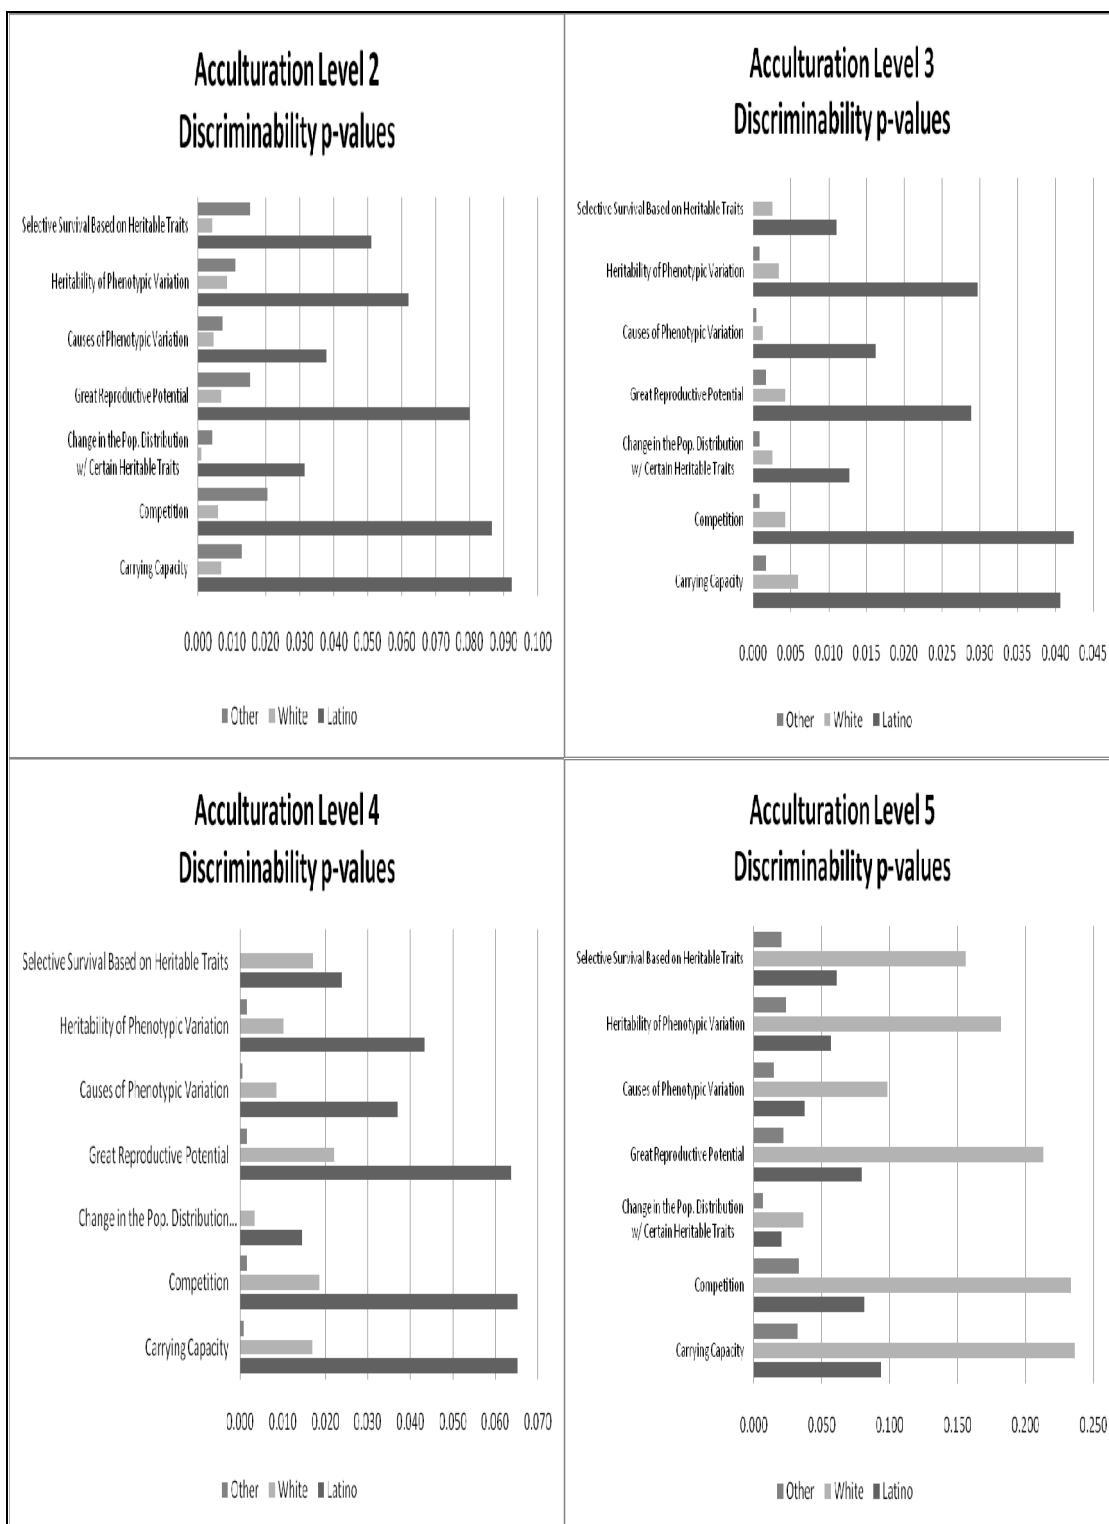 Acculturation Level 2
Discriminability p-values
Selective Survival Based on Heritable Traits
Heritability of Phenotypic Variation
Causes of Phenotypic Variation
Great Reproductive Potential
Change in the Pop. Distribution
w/ Certain Heritable Traits
Competition
Carrying Capacity
0.000 0.010 0.020 0.030 0.040 0.050 0.060 0.070 0.080 0.090 0.100
Other White Latino
Acculturation Level 3
Discriminability p-values
Selective Survival Based on Heritable Traits
Heritability of Phenotypic Variation
Causes of Phenotypic Variation
Great Reproductive Potential
Change in the Pop. Distribution
w/ Certain Heritable Traits
Competition
Carrying Capacity
0.000 0.005 0.010 0.015 0.020 0.025 0.030 0.035 0.040 0.045
Other White Latino
Acculturation Level 4
Discriminability p-values
Selective Survival Based on Heritable Traits
Heritability of Phenotypic Variation
Causes of Phenotypic Variation
Great Reproductive Potential
Change in the Pop. Distribution...
Competition
Carrying Capacity
0.000 0.010 0.020 0.030 0.040 0.050 0.060 0.070
Other White Latino
Acculturation Level 5
Discriminability p-values
Selective Survival Based on Heritable Traits
Heritability of Phenotypic Variation
Causes of Phenotypic Variation
Great Reproductive Potential
Change in the Pop. Distribution
w/ Certain Heritable Traits
Competition
Carrying Capacity
0.000 0.050 0.100 0.150 0.200 0.250
Other White Latino